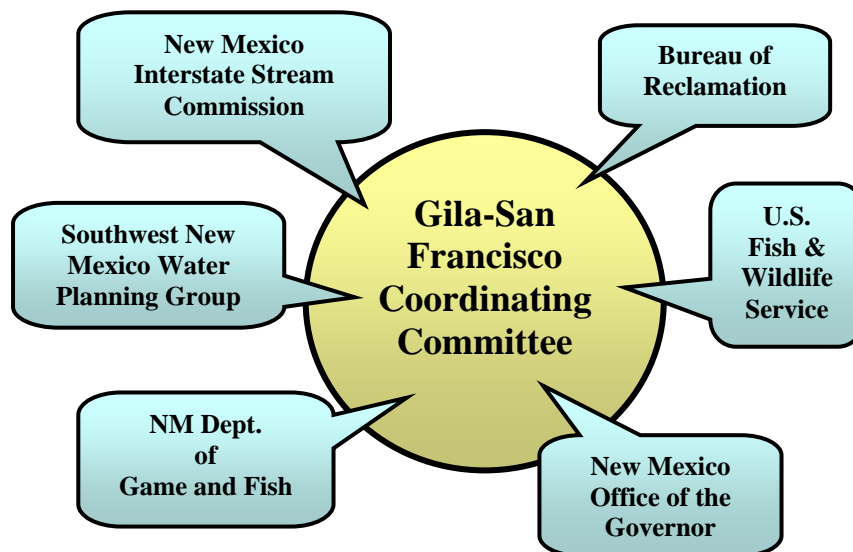 New Mexico
Interstate Stream
Commission
Bureau of
Reclamation
Gila-San
Francisco
Coordinating
Committee
Southwest New
Mexico Water
Planning Group
U.S.
Fish &
Wildlife
Service
NM Dept.
of
Game and Fish
New Mexico
Office of the
Governor